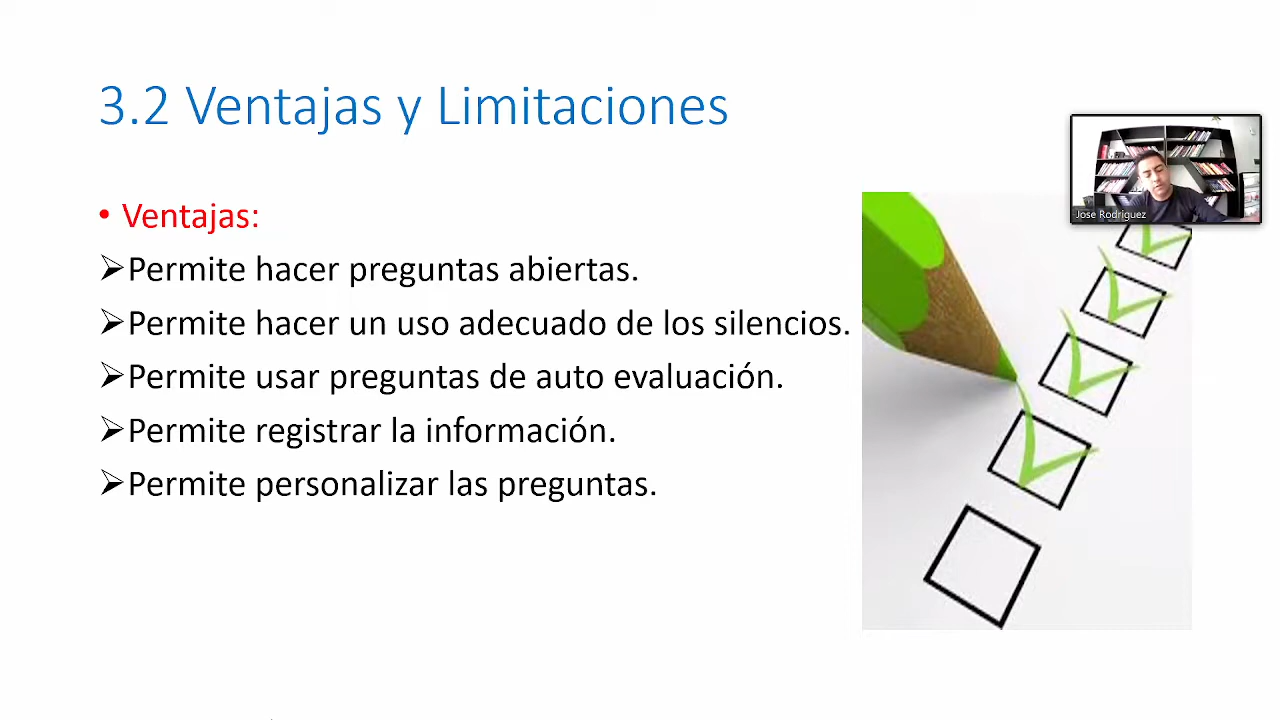 3.2 Ventajas y Limitaciones
Jose Rodriguez
• Ventajas:
➢Permite hacer preguntas abiertas.
➢Permite hacer un uso adecuado de los silencios.
➢Permite usar preguntas de auto evaluación.
➢Permite registrar la información.
➢Permite personalizar las preguntas.